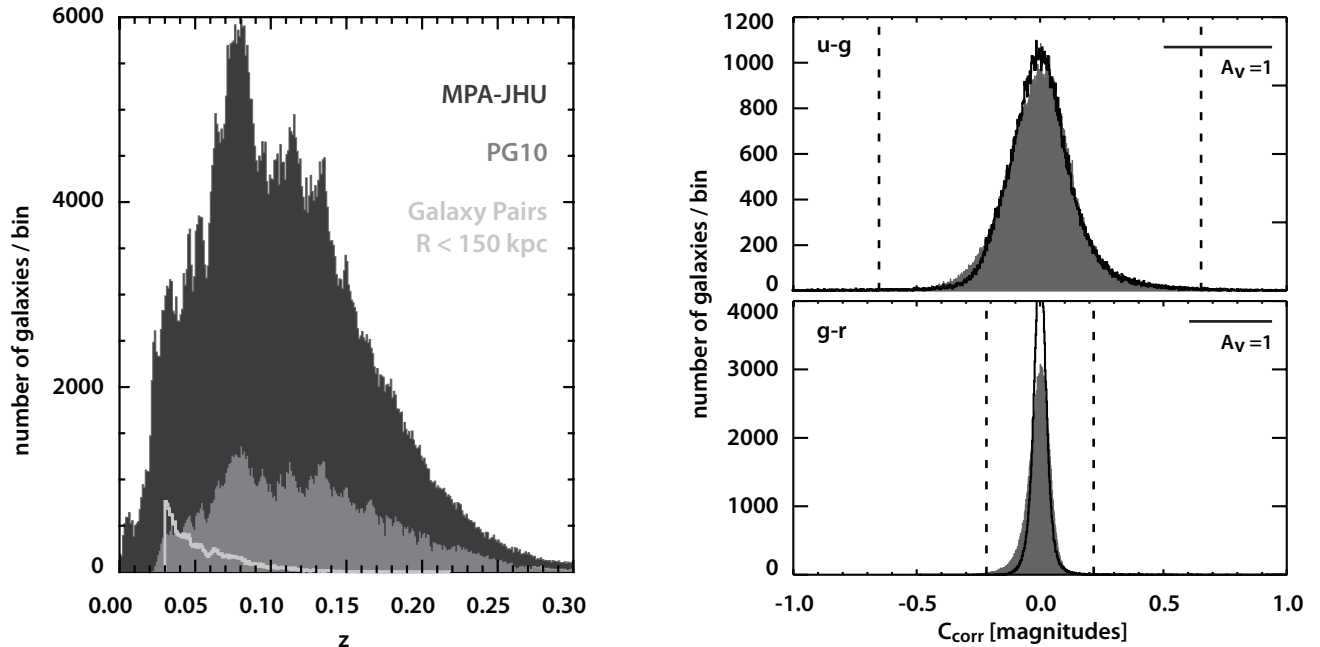 6000
4000
2000
0
number of galaxies / bin
0.00 0.05 0.10 0.15 0.20 0.25 0.30
z
MPA-JHU
PG10
Galaxy Pairs
R < 150 kpc
1200
1000
800
600
400
200
0
u-g
Av =1
number of galaxies / bin
4000
3000
2000
1000
0
g-r
Av =1
-1.0 -0.5 0.0 0.5 1.0
Ccorr [magnitudes]